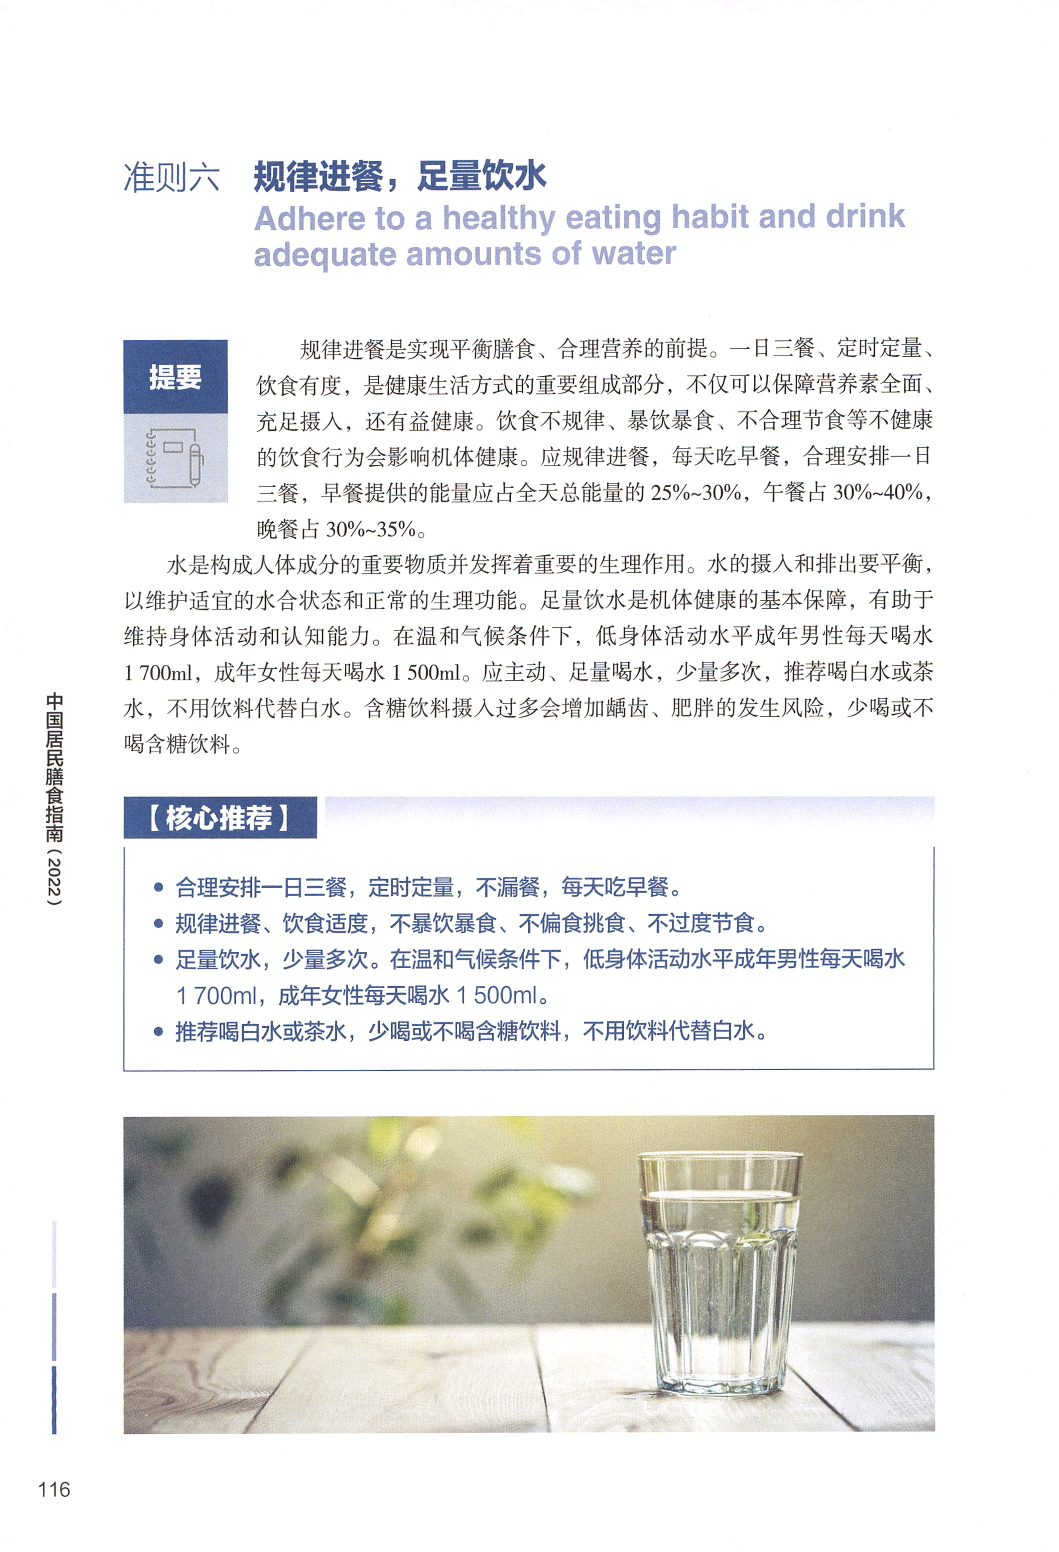 准则六 规律进餐，足量饮水
Adhere to a healthy eating habit and drink
adequate amounts of water
提要
规律进餐是实现平衡膳食、合理营养的前提。一日三餐、定时定量、
饮食有度，是健康生活方式的重要组成部分，不仅可以保障营养素全面、
充足摄入，还有益健康。饮食不规律、暴饮暴食、不合理节食等不健康
的饮食行为会影响机体健康。应规律进餐，每天吃早餐，合理安排一日
三餐，早餐提供的能量应占全天总能量的 25%~30%，午餐占 30%~40%，
晚餐占 30%~35%。
水是构成人体成分的重要物质并发挥着重要的生理作用。水的摄入和排出要平衡，
以维护适宜的水合状态和正常的生理功能。足量饮水是机体健康的基本保障，有助于
维持身体活动和认知能力。在温和气候条件下，低身体活动水平成年男性每天喝水
1 700ml，成年女性每天喝水 1 500ml。应主动、足量喝水，少量多次，推荐喝白水或茶
水，不用饮料代替白水。含糖饮料摄入过多会增加龋齿、肥胖的发生风险，少喝或不
喝含糖饮料。
【核心推荐】
• 合理安排一日三餐，定时定量，不漏餐，每天吃早餐。
• 规律进餐、饮食适度，不暴饮暴食、不偏食挑食、不过度节食。
• 足量饮水，少量多次。在温和气候条件下，低身体活动水平成年男性每天喝水
1 700ml，成年女性每天喝水 1 500ml。
• 推荐喝白水或茶水，少喝或不喝含糖饮料，不用饮料代替白水。
中国居民膳食指南（2022）
116